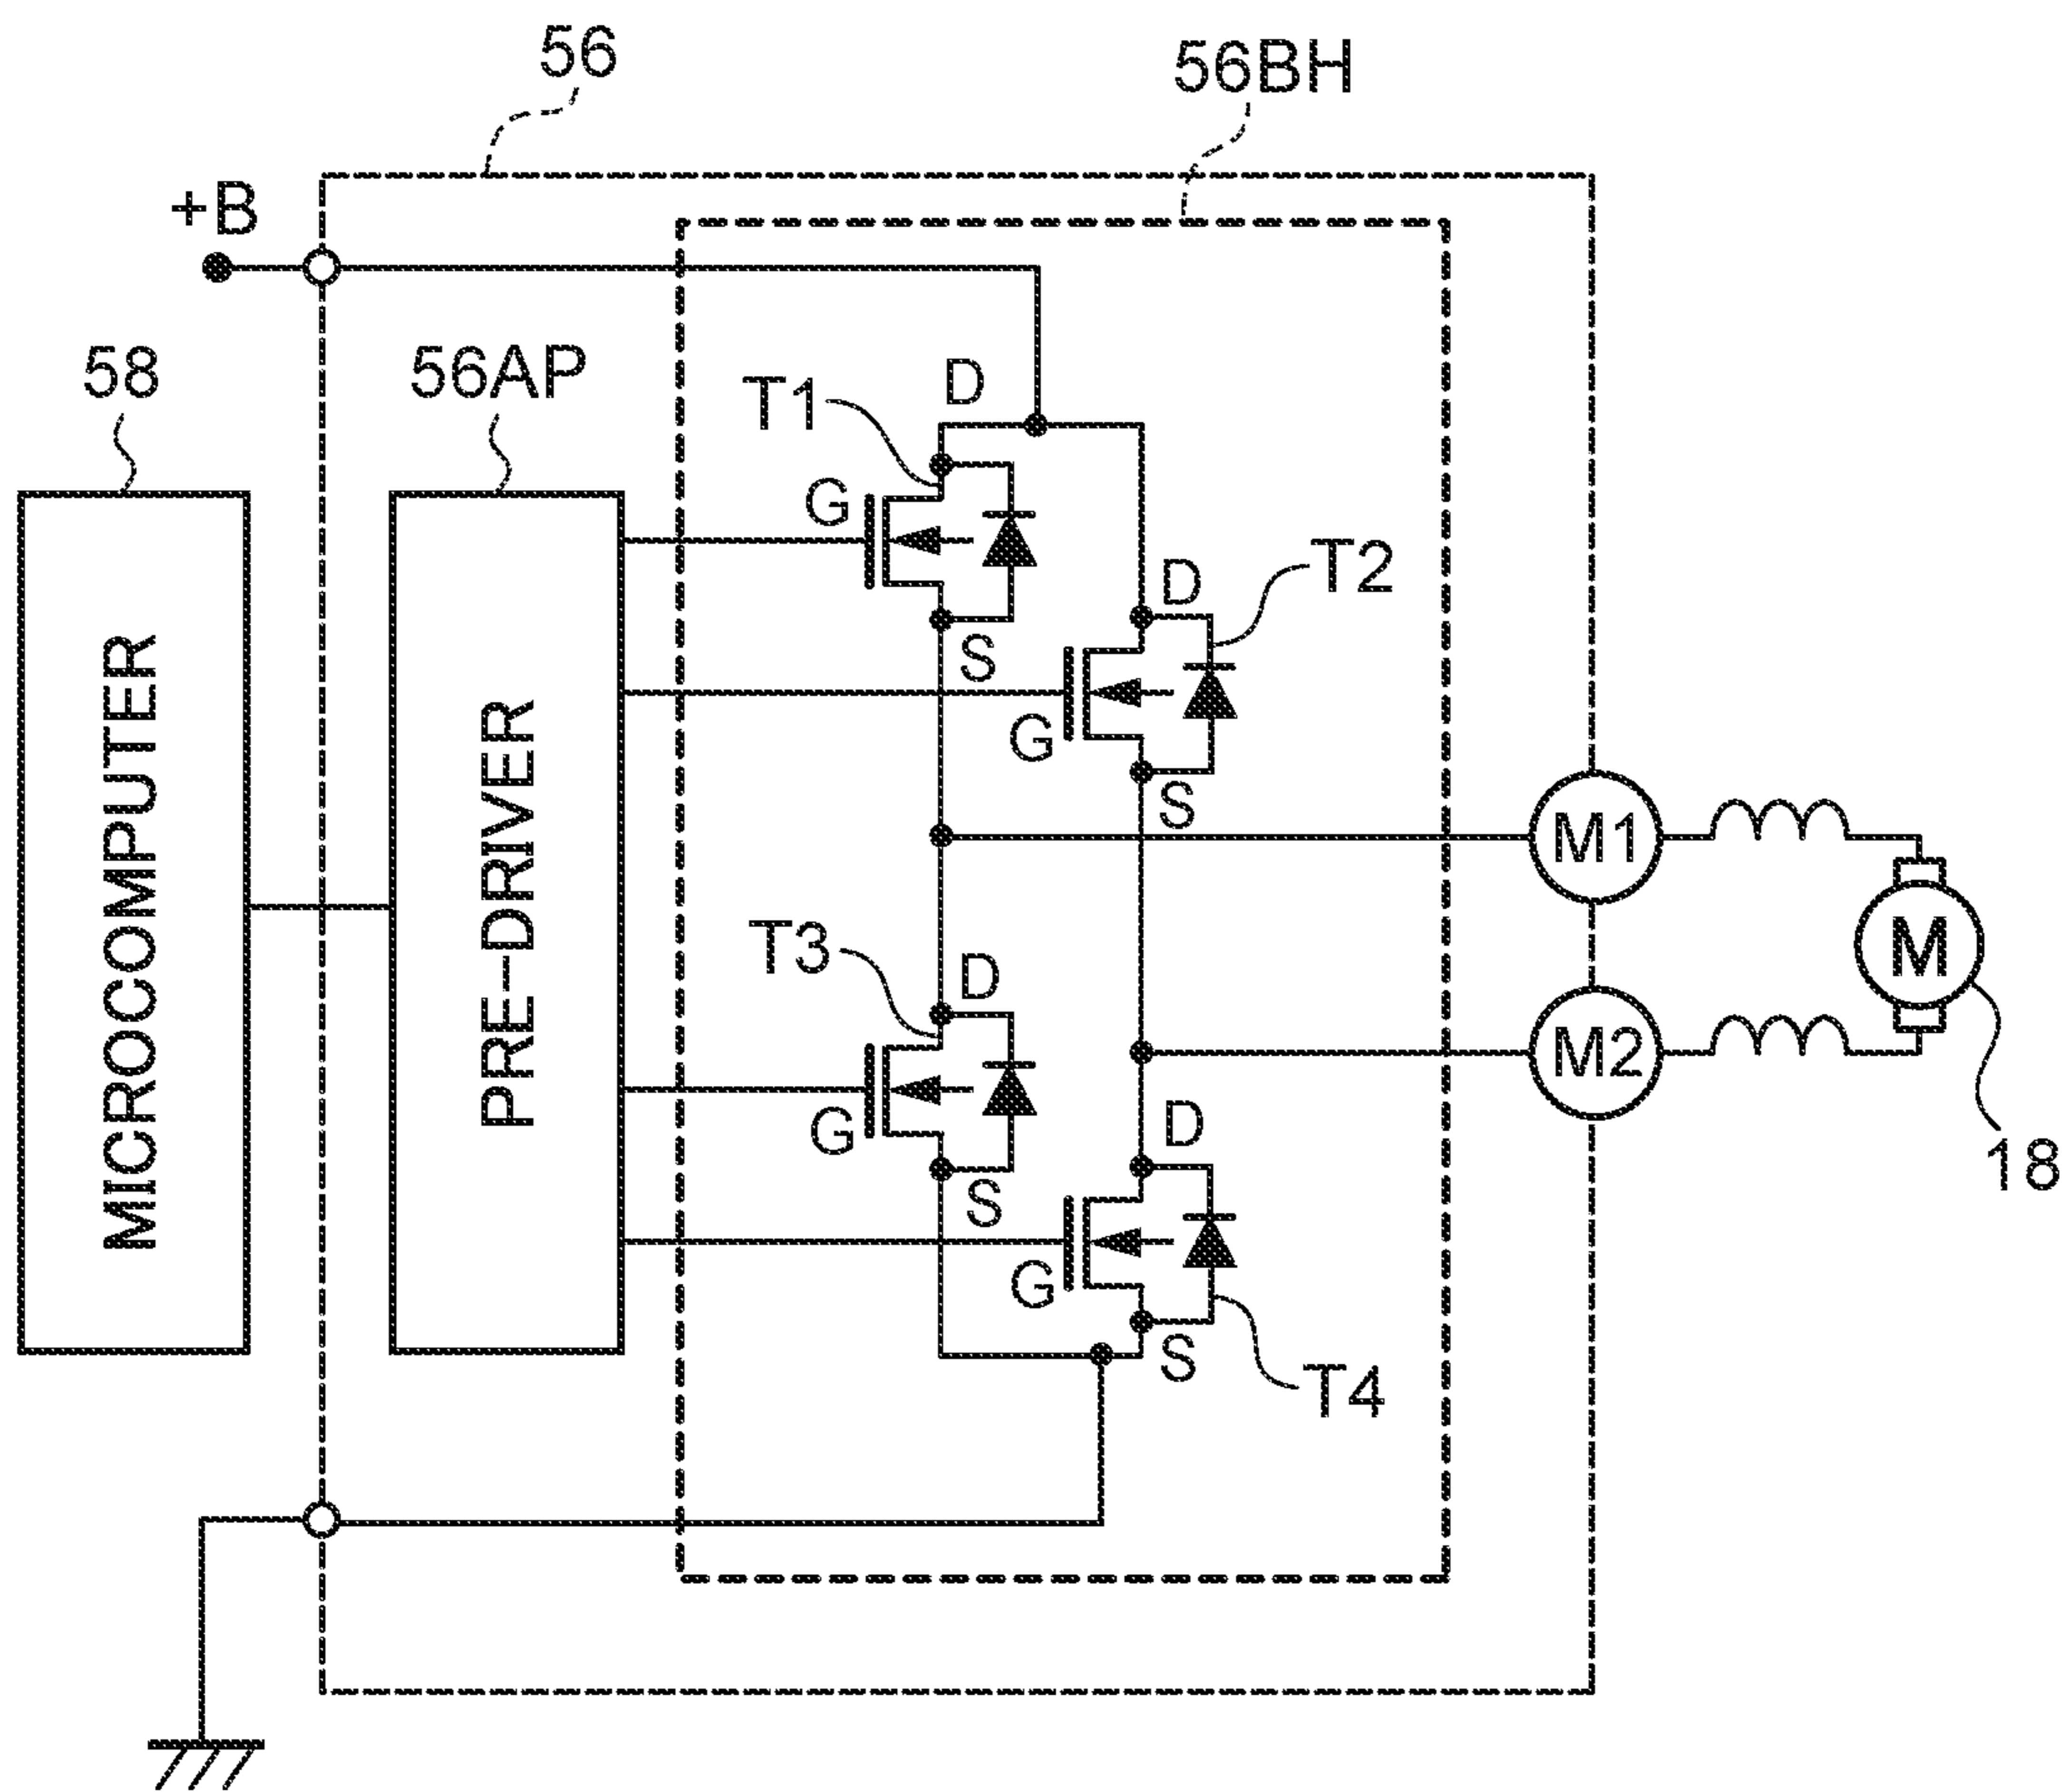 56
56BH
+B
58
56AP
T1
D
G
S
T2
D
G
S
MICROCOMPUTER
PRE-DRIVER
M1
M
M2
18
T3
D
G
S
D
G
S
T4